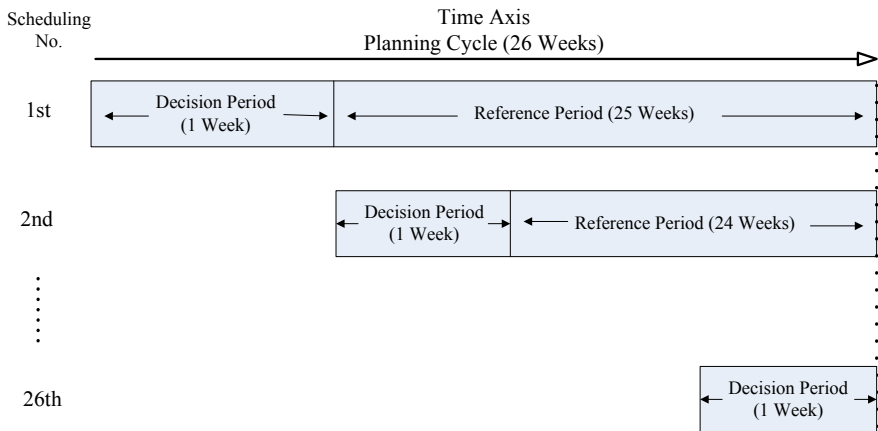 Scheduling
No.
Time Axis
Planning Cycle (26 Weeks)
1st
Decision Period
(1 Week)
Reference Period (25 Weeks)
2nd
Decision Period
(1 Week)
Reference Period (24 Weeks)
26th
Decision Period
(1 Week)